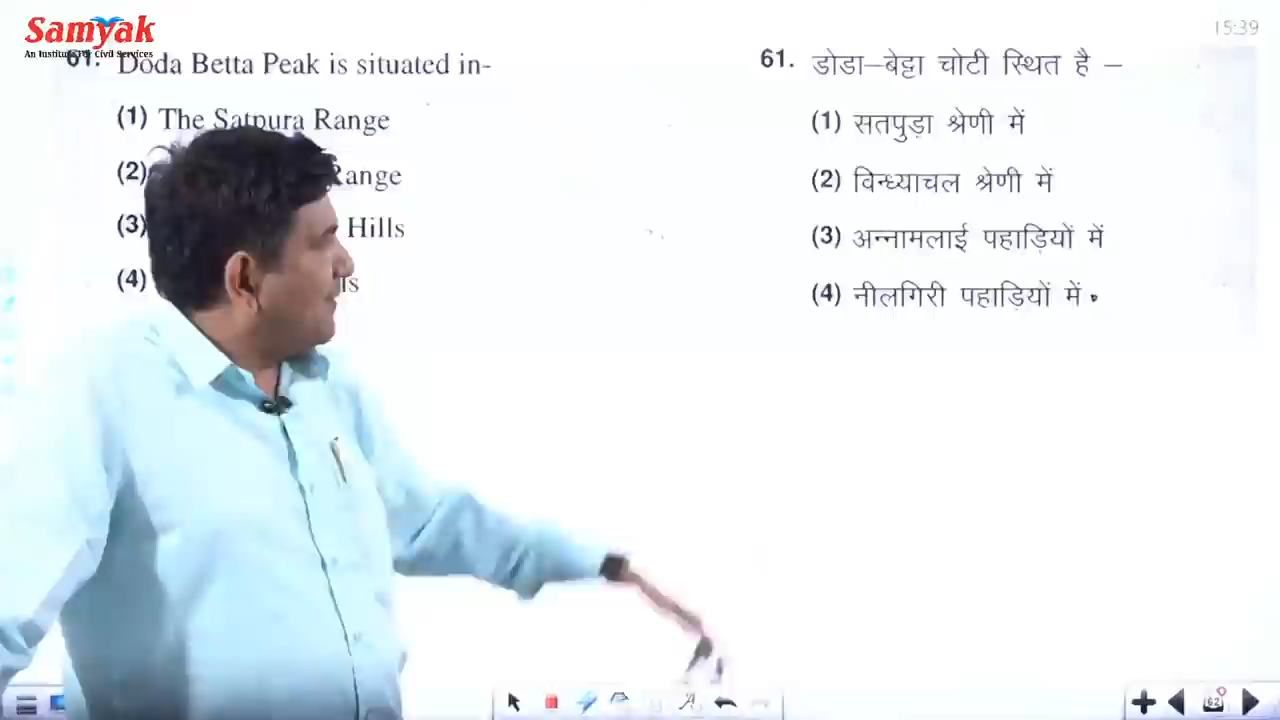 Samyak
An Institute For Civil Services
15:39
61. Doda Betta Peak is situated in-
(1) The Satpura Range
(2) Range
(3) Hills
(4)
61. डोडा–बेट्टा चोटी स्थित है –
(1) सतपुड़ा श्रेणी में
(2) विन्ध्याचल श्रेणी में
(3) अन्नामलाई पहाड़ियों में
(4) नीलगिरी पहाड़ियों में
62